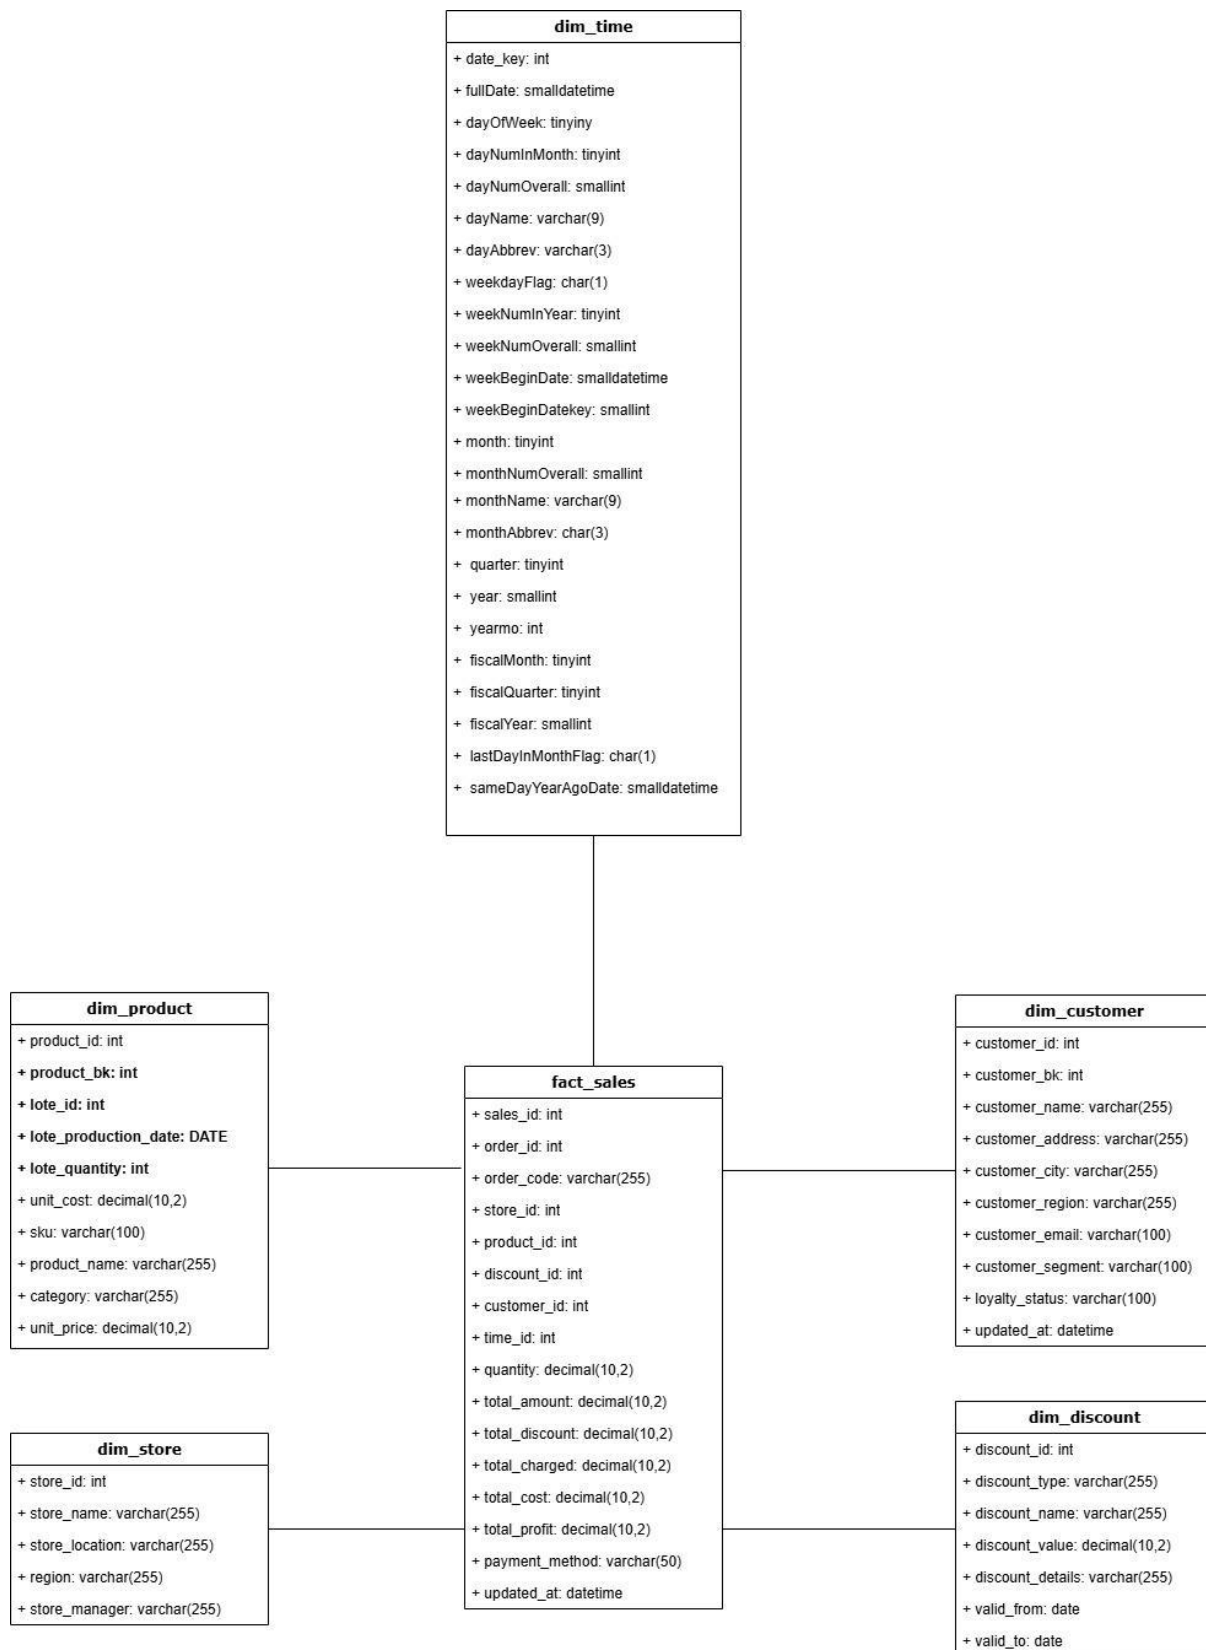 dim_time
+ date_key: int
+ fullDate: smalldatetime
+ dayOfWeek: tinyiny
+ dayNumInMonth: tinyint
+ dayNumOverall: smallint
+ dayName: varchar(9)
+ dayAbbrev: varchar(3)
+ weekdayFlag: char(1)
+ weekNumInYear: tinyint
+ weekNumOverall: smallint
+ weekBeginDate: smalldatetime
+ weekBeginDatekey: smallint
+ month: tinyint
+ monthNumOverall: smallint
+ monthName: varchar(9)
+ monthAbbrev: char(3)
+ quarter: tinyint
+ year: smallint
+ yearmo: int
+ fiscalMonth: tinyint
+ fiscalQuarter: tinyint
+ fiscalYear: smallint
+ lastDayInMonthFlag: char(1)
+ sameDayYearAgoDate: smalldatetime
dim_product
+ product_id: int
+ product_bk: int
+ lote_id: int
+ lote_production_date: DATE
+ lote_quantity: int
+ unit_cost: decimal(10,2)
+ sku: varchar(100)
+ product_name: varchar(255)
+ category: varchar(255)
+ unit_price: decimal(10,2)
dim_store
+ store_id: int
+ store_name: varchar(255)
+ store_location: varchar(255)
+ region: varchar(255)
+ store_manager: varchar(255)
fact_sales
+ sales_id: int
+ order_id: int
+ order_code: varchar(255)
+ store_id: int
+ product_id: int
+ discount_id: int
+ customer_id: int
+ time_id: int
+ quantity: decimal(10,2)
+ total_amount: decimal(10,2)
+ total_discount: decimal(10,2)
+ total_charged: decimal(10,2)
+ total_cost: decimal(10,2)
+ total_profit: decimal(10,2)
+ payment_method: varchar(50)
+ updated_at: datetime
dim_customer
+ customer_id: int
+ customer_bk: int
+ customer_name: varchar(255)
+ customer_address: varchar(255)
+ customer_city: varchar(255)
+ customer_region: varchar(255)
+ customer_email: varchar(100)
+ customer_segment: varchar(100)
+ loyalty_status: varchar(100)
+ updated_at: datetime
dim_discount
+ discount_id: int
+ discount_type: varchar(255)
+ discount_name: varchar(255)
+ discount_value: decimal(10,2)
+ discount_details: varchar(255)
+ valid_from: date
+ valid_to: date